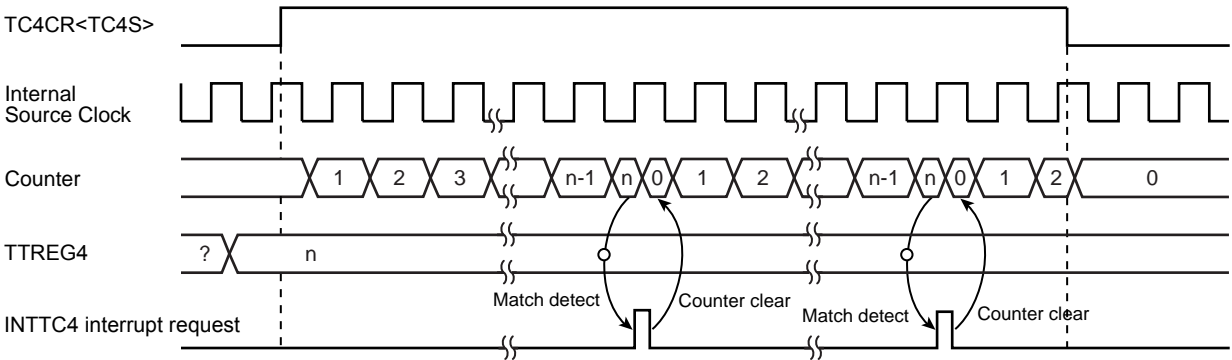 TC4CR<TC4S>
Internal
Source Clock
Counter
1 2 3 n-1 n 0 1 2 n-1 n 0 1 2 0
TTREG4
? n
Match detect Counter clear Match detect Counter clear
INTTC4 interrupt request